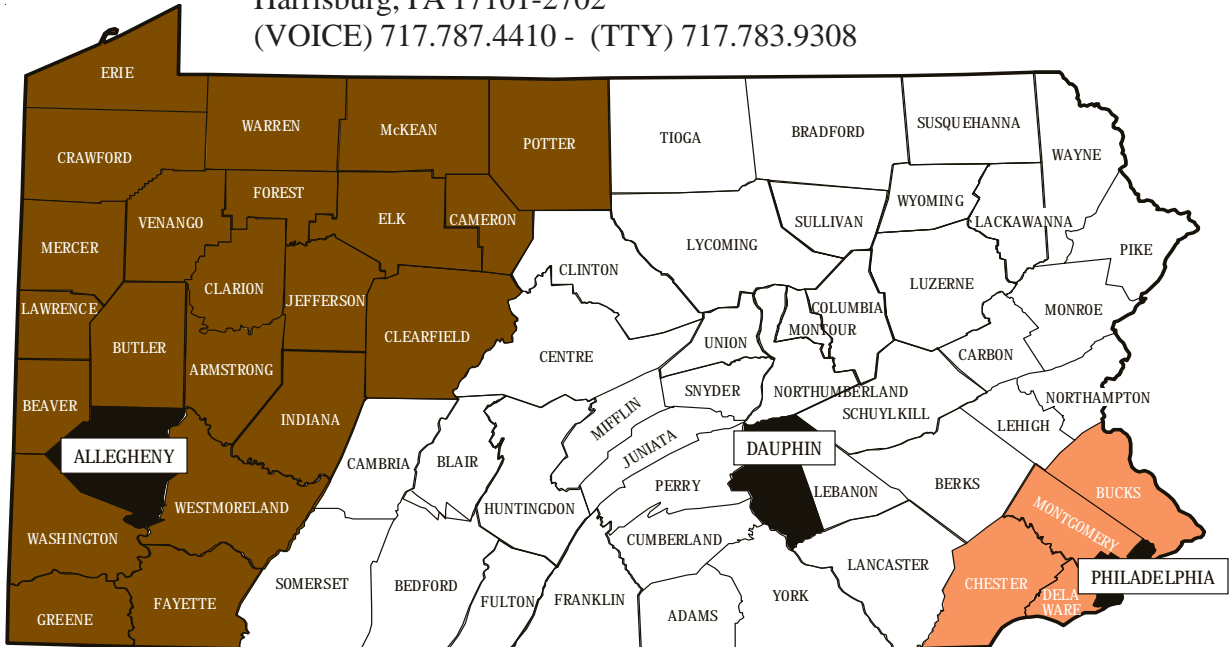 Harrisburg, PA 17101-2702
(VOICE) 717.787.4410 - (TTY) 717.783.9308
ERIE
WARREN
McKEAN
POTTER
TIOGA
BRADFORD
SUSQUEHANNA
WAYNE
CRAWFORD
FOREST
ELK
CAMERON
VENANGO
SULLIVAN
WYOMING
LACKAWANNA
MERCER
LYCOMING
PIKE
CLINTON
CLARION
JEFFERSON
LUZERNE
LAWRENCE
COLUMBIA
MONROE
MONTOUR
CLEARFIELD
BUTLER
UNION
CENTRE
CARBON
ARMSTRONG
SNYDER
NORTHUMBERLAND
NORTHAMPTON
BEAVER
SCHUYLKILL
INDIANA
MIFFLIN
LEHIGH
JUNIATA
ALLEGHENY
DAUPHIN
CAMBRIA
BLAIR
PERRY
LEBANON
BERKS
BUCKS
WESTMORELAND
HUNTINGDON
MONTGOMERY
WASHINGTON
CUMBERLAND
LANCASTER
PHILADELPHIA
SOMERSET
BEDFORD
CHESTER
FAYETTE
FULTON
FRANKLIN
YORK
DELA
WARE
GREENE
ADAMS